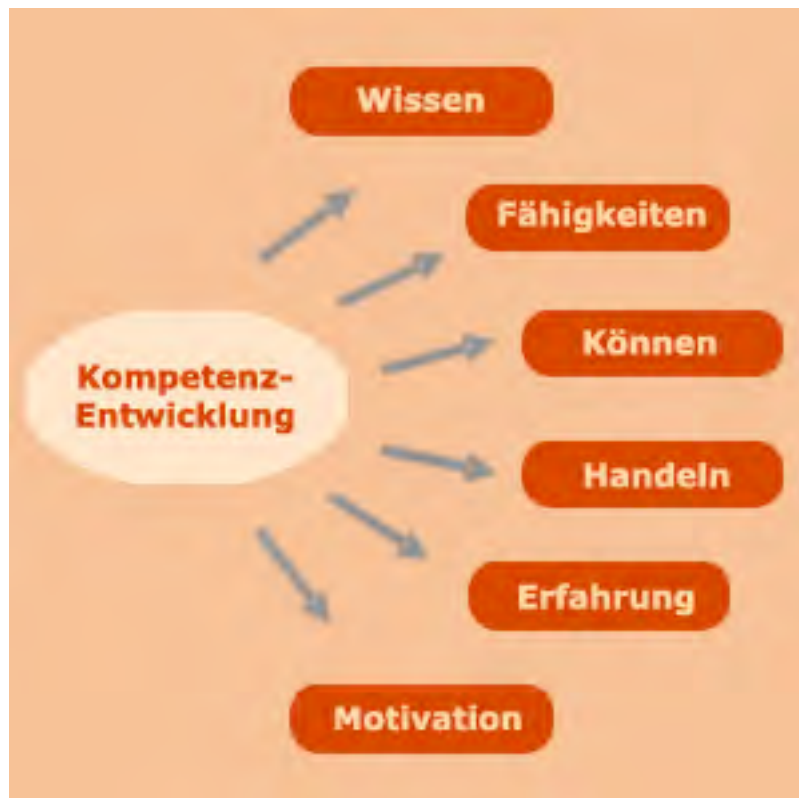 Wissen
Fähigkeiten
Kompetenz-
Entwicklung
Können
Handeln
Erfahrung
Motivation